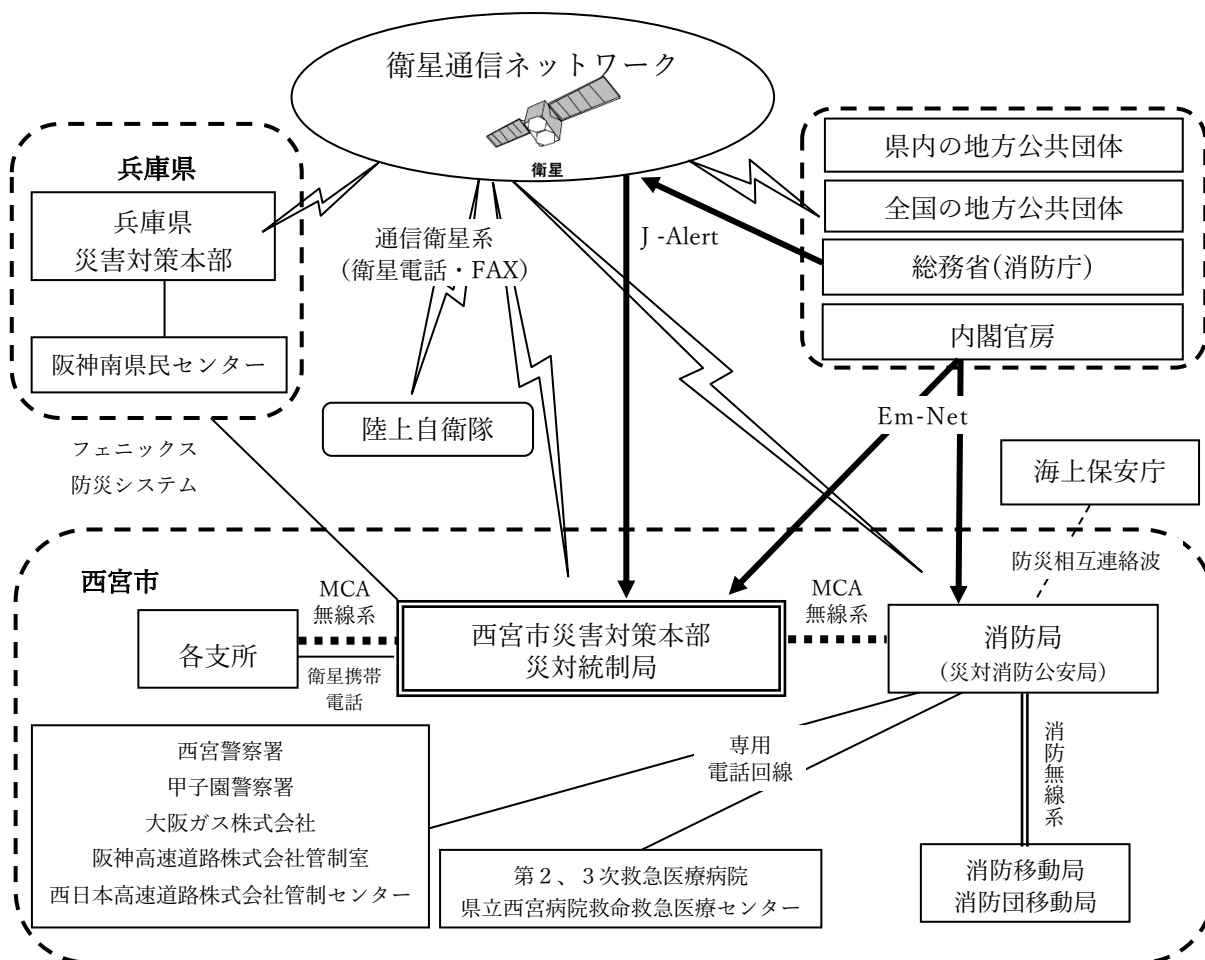 衛星通信ネットワーク
衛星
兵庫県
兵庫県
災害対策本部
阪神南県民センター
通信衛星系
(衛星電話・FAX)
J -Alert
県内の地方公共団体
全国の地方公共団体
総務省(消防庁)
内閣官房
陸上自衛隊
Em-Net
フェニックス
防災システム
海上保安庁
防災相互連絡波
西宮市
MCA
無線系
各支所
衛星携帯
電話
西宮市災害対策本部
災対統制局
MCA
無線系
消防局
(災対消防公安局)
西宮警察署
甲子園警察署
大阪ガス株式会社
阪神高速道路株式会社管制室
西日本高速道路株式会社管制センター
専用
電話回線
消防無線系
第２、３次救急医療病院
県立西宮病院救命救急医療センター
消防移動局
消防団移動局